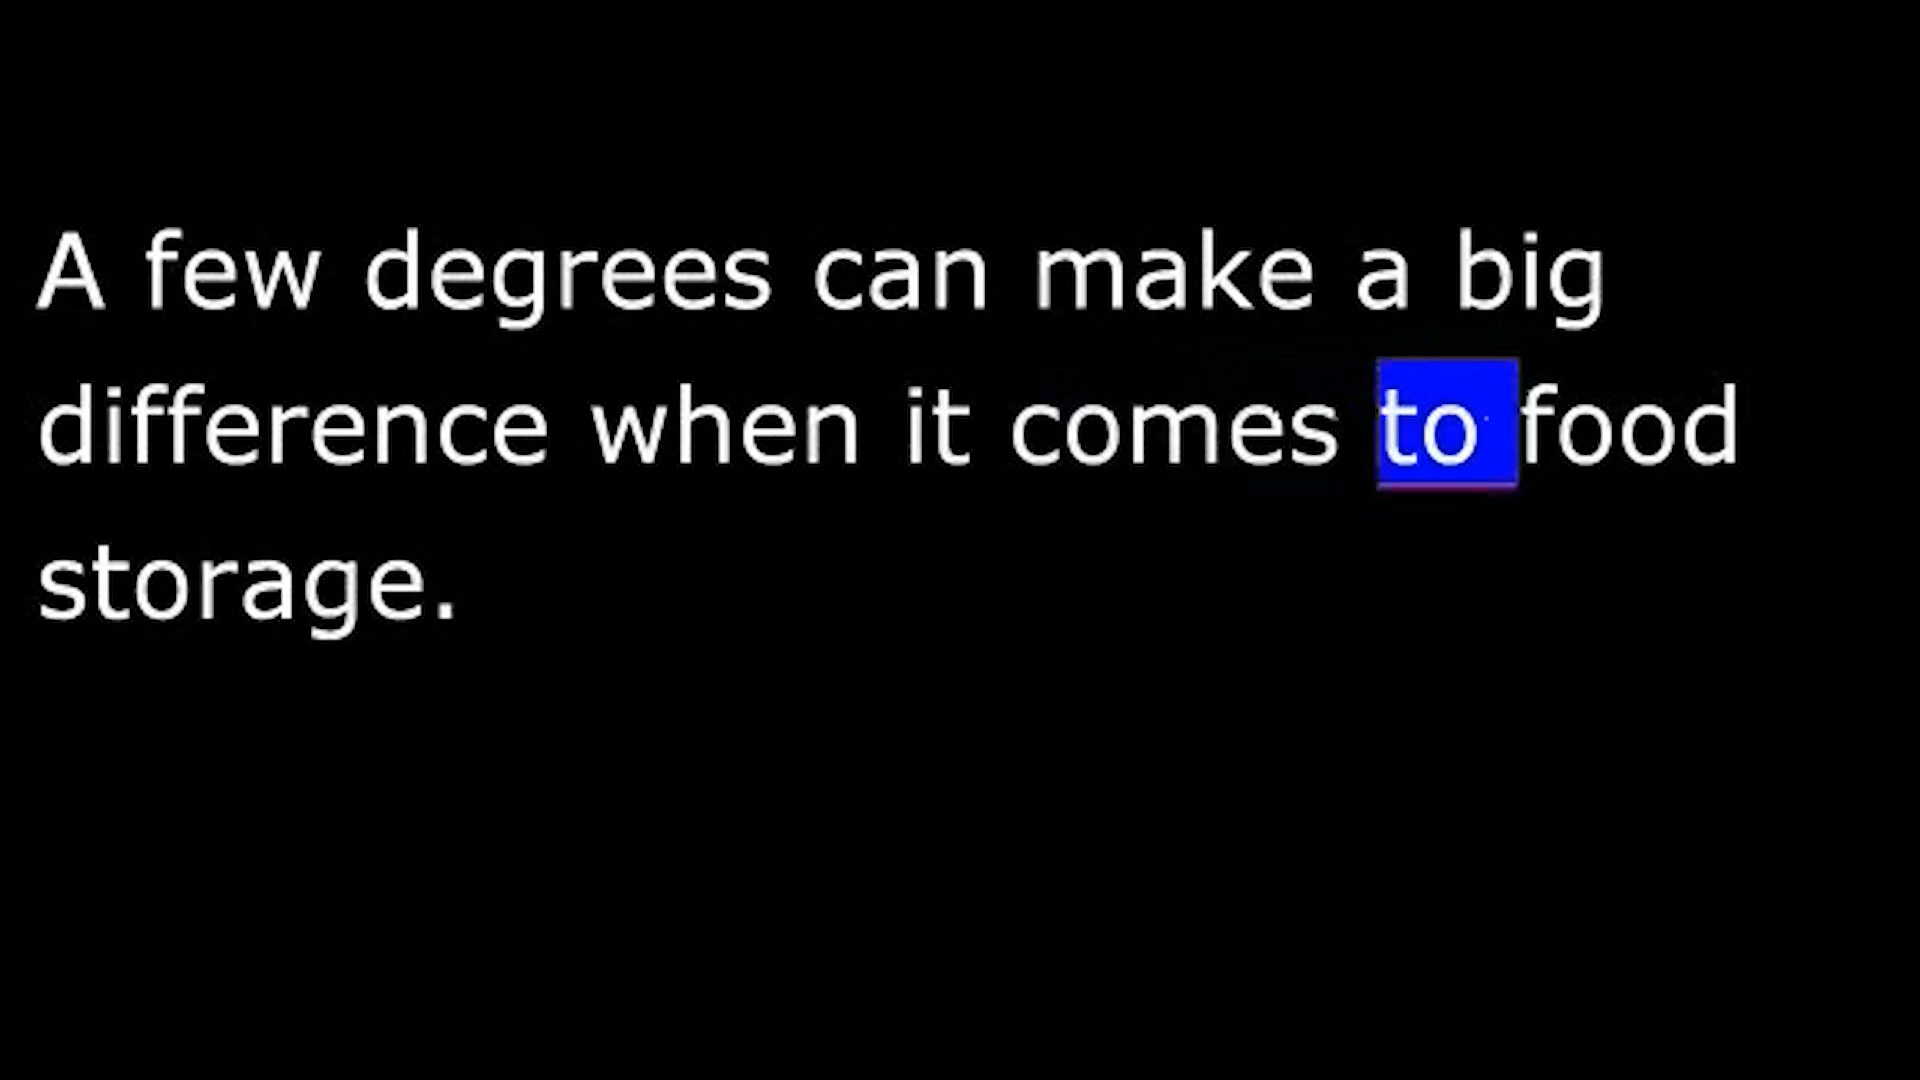 A few degrees can make a big
difference when it comes to food
storage.